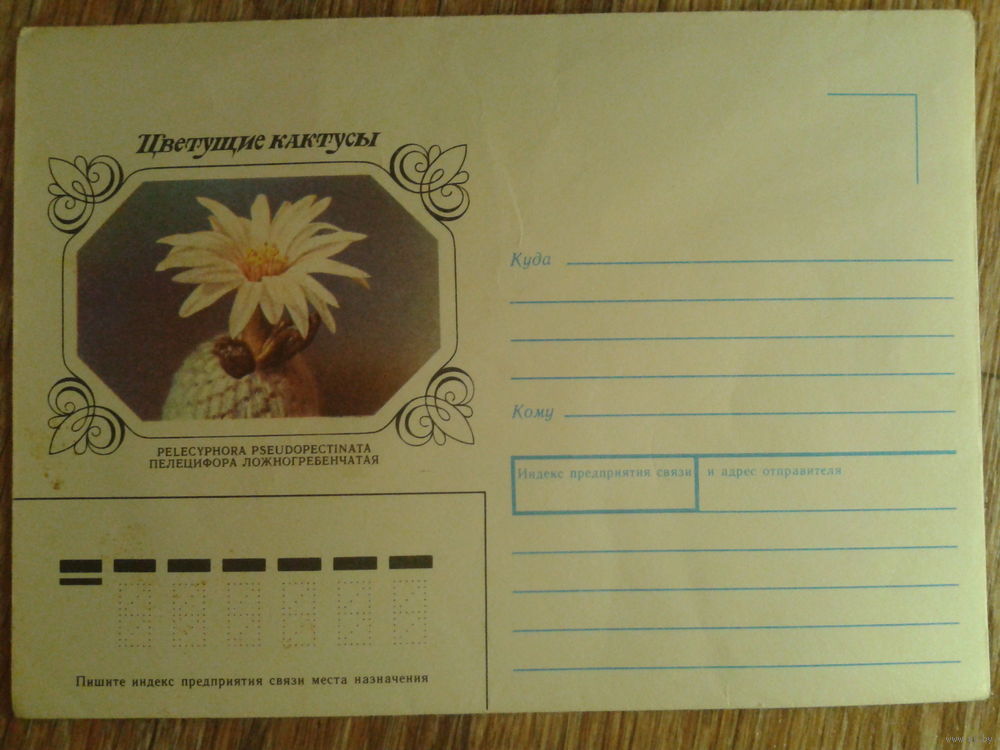 Цветущие кактусы
PELECYPHORA PSEUDOPECTINATA
ПЕЛЕЦИФОРА ЛОЖНОГРЕБЕНЧАТАЯ
Куда
Кому
Индекс предприятия связи и адрес отправителя
Пишите индекс предприятия связи места назначения